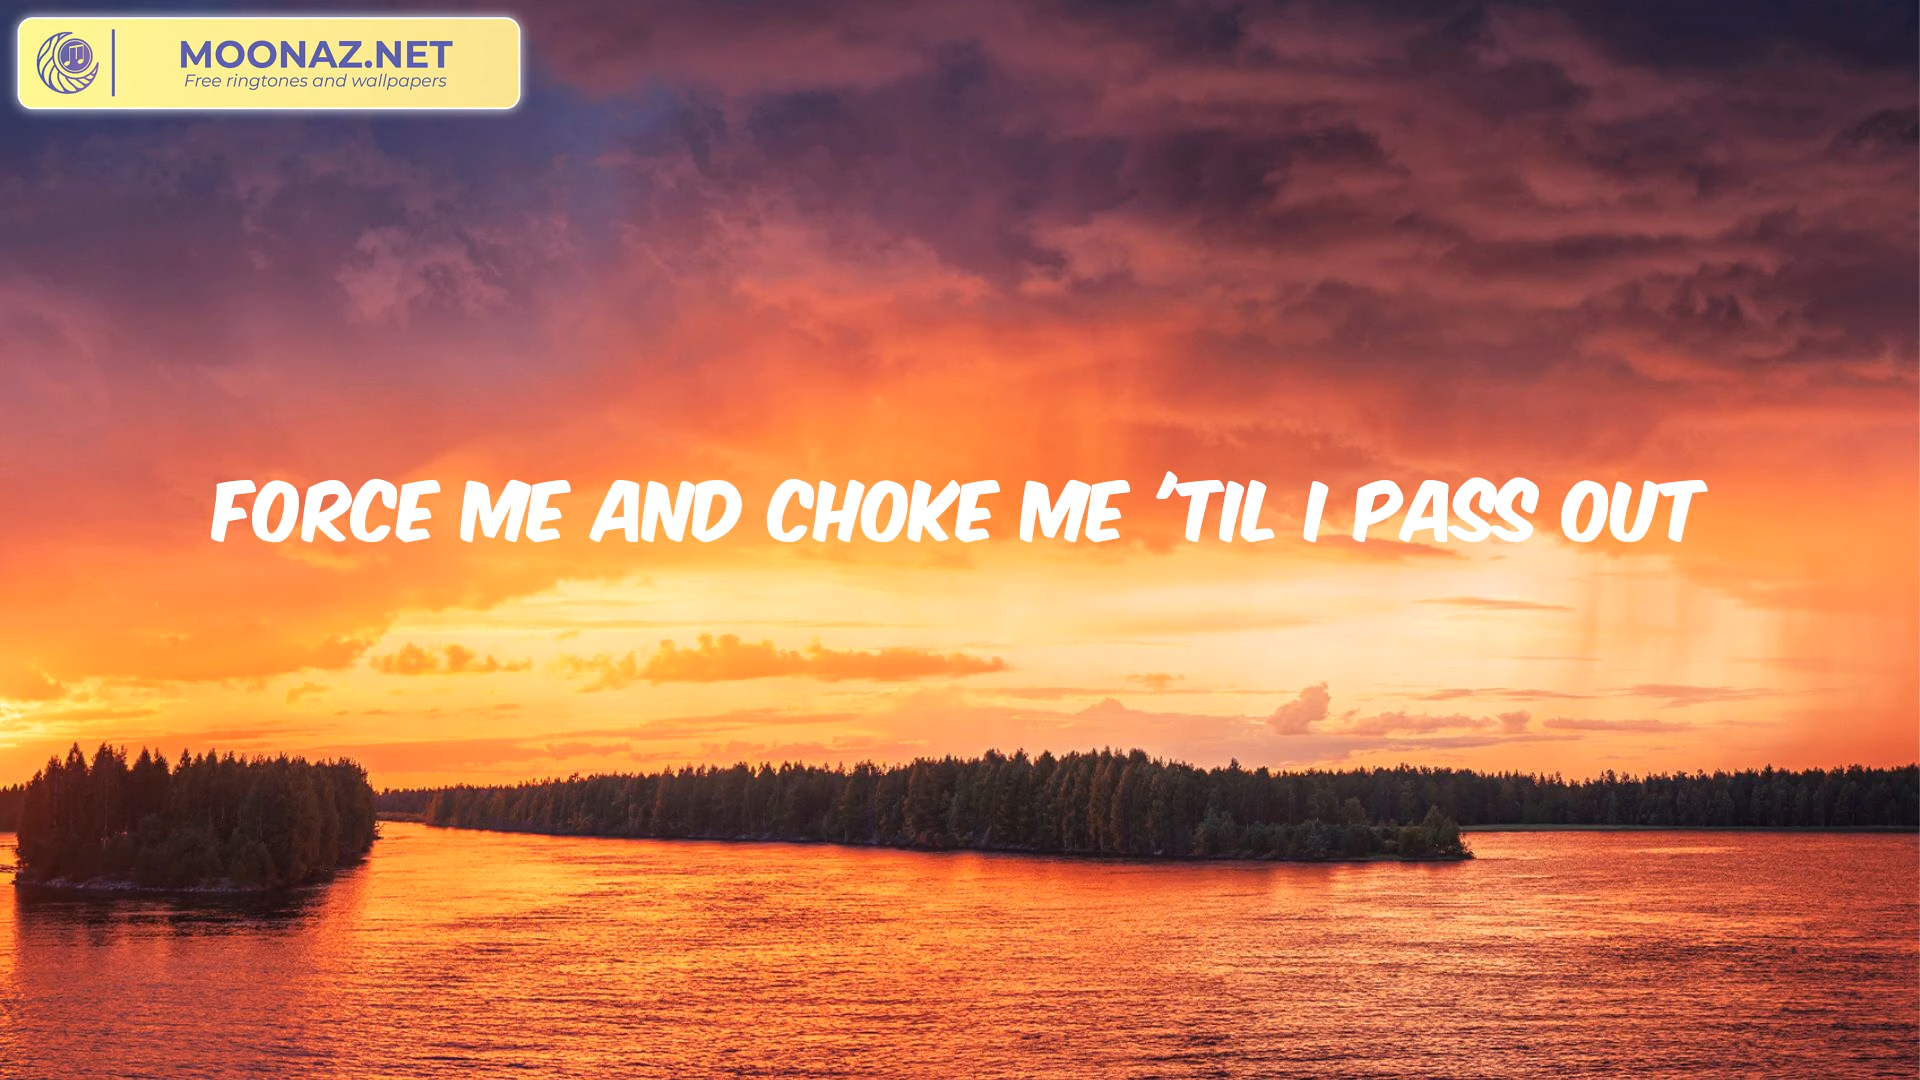 MOONAZ.NET
Free ringtones and wallpapers
FORCE ME AND CHOKE ME 'TIL I PASS OUT